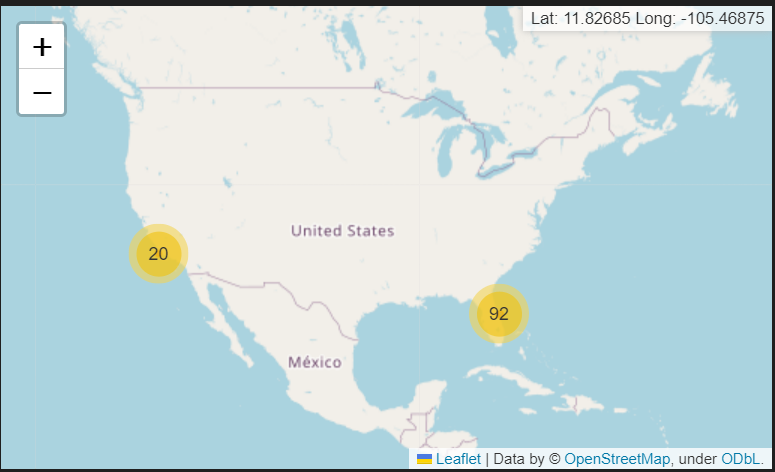 Lat: 11.82685 Long: -105.46875
+
−
United States
20
92
México
Leaflet | Data by © OpenStreetMap, under ODbL.